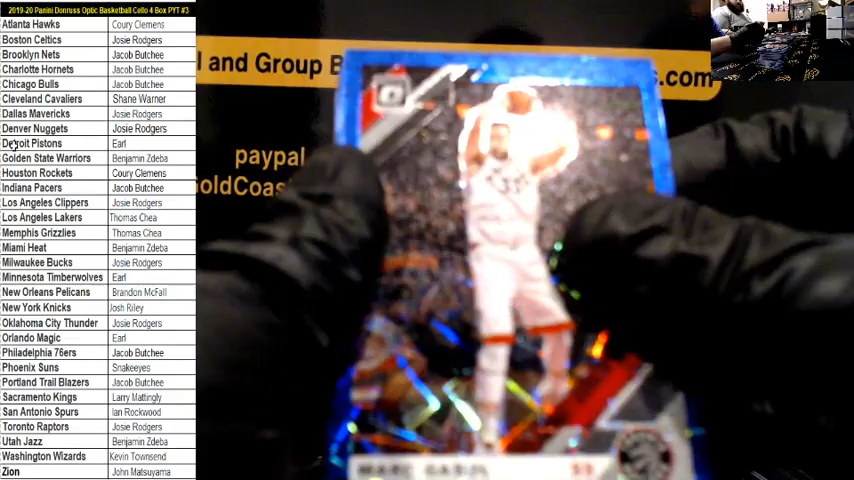 2019-20 Panini Donruss Optic Basketball Cello 4 Box PYT #3
Atlanta Hawks Coury Clemens
Boston Celtics Josie Rodgers
Brooklyn Nets Jacob Butchee
Charlotte Hornets Jacob Butchee
Chicago Bulls Jacob Butchee
Cleveland Cavaliers Shane Warner
Dallas Mavericks Josie Rodgers
Denver Nuggets Josie Rodgers
Detroit Pistons Earl
Golden State Warriors Benjamin Zdeba
Houston Rockets Coury Clemens
Indiana Pacers Jacob Butchee
Los Angeles Clippers Josie Rodgers
Los Angeles Lakers Thomas Chea
Memphis Grizzlies Thomas Chea
Miami Heat Benjamin Zdeba
Milwaukee Bucks Josie Rodgers
Minnesota Timberwolves Earl
New Orleans Pelicans Brandon McFall
New York Knicks Josh Riley
Oklahoma City Thunder Josie Rodgers
Orlando Magic Earl
Philadelphia 76ers Jacob Butchee
Phoenix Suns Snakeeyes
Portland Trail Blazers Jacob Butchee
Sacramento Kings Larry Mattingly
San Antonio Spurs Ian Rockwood
Toronto Raptors Josie Rodgers
Utah Jazz Benjamin Zdeba
Washington Wizards Kevin Townsend
Zion John Matsuyama
l and Group B
s.com
paypal
GoldCoas
MARC GASOL 33